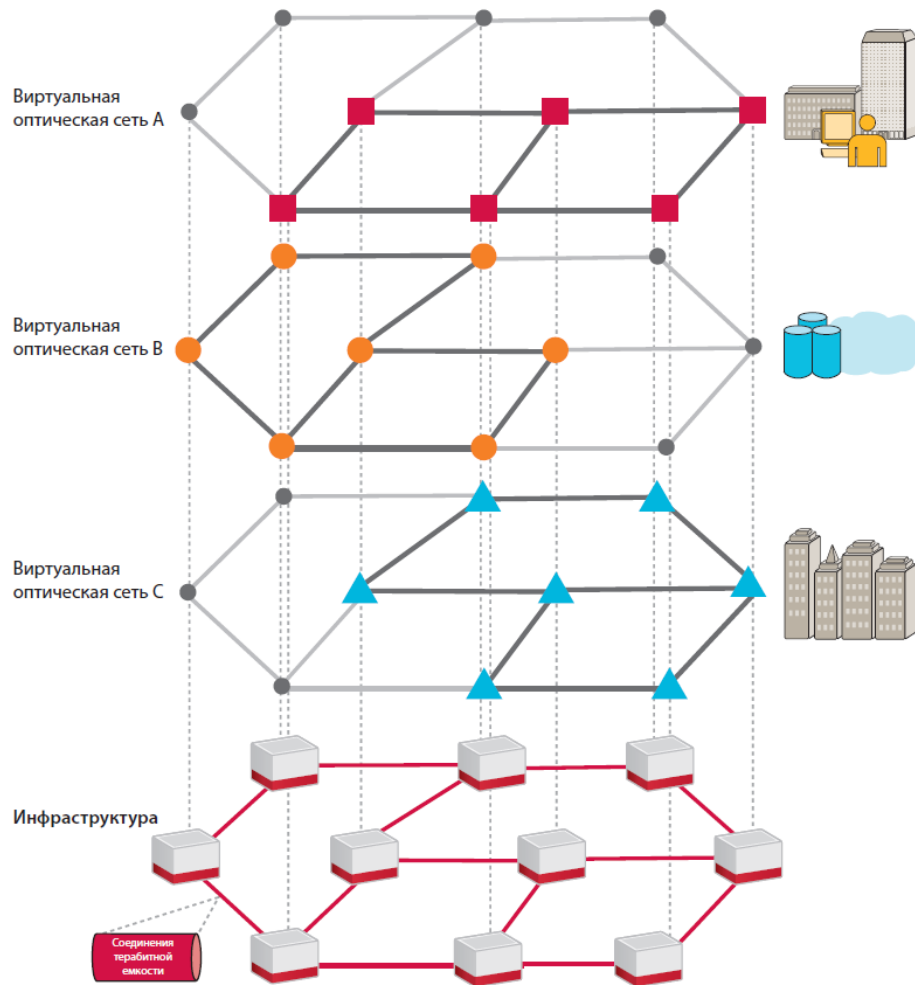 Виртуальная
оптическая сеть A
Виртуальная
оптическая сеть B
Виртуальная
оптическая сеть C
Инфраструктура
Соединения
терабитной
емкости